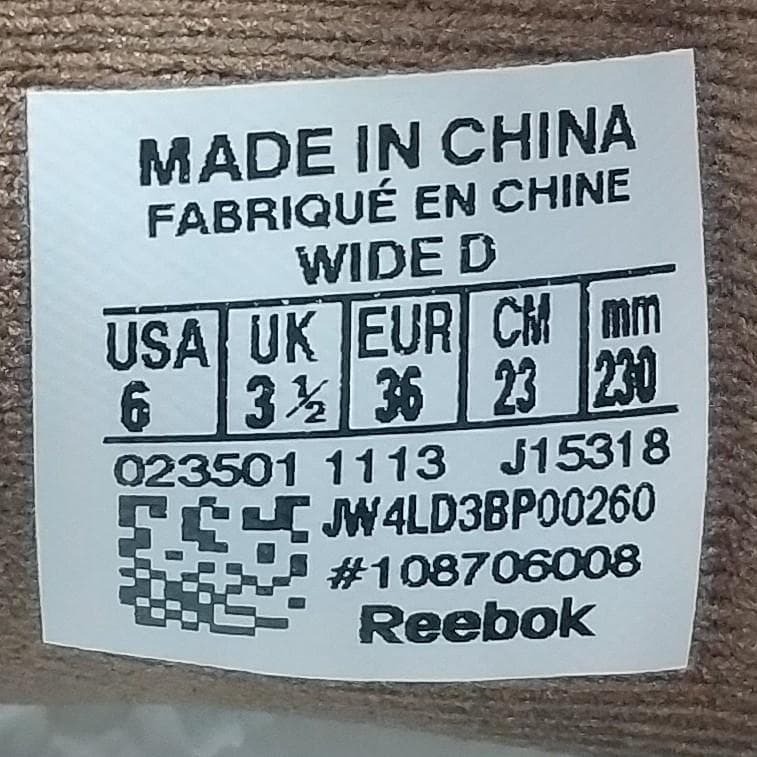 MADE IN CHINA
FABRIQUÉ EN CHINE
WIDE D
USA UK EUR CM mm
6 3 ½ 36 23 230
023501 1113 J15318
JW4LD3BP00260
#108706008
Reebok